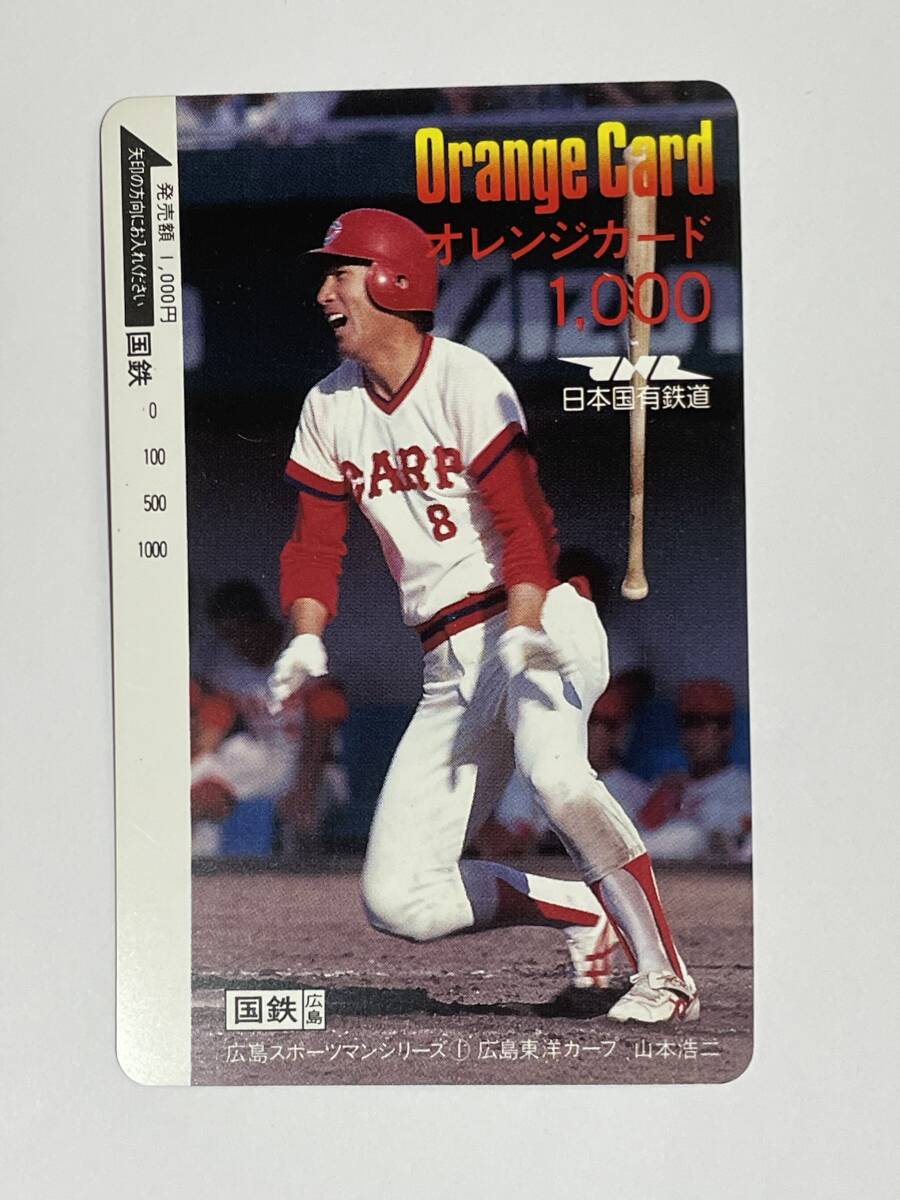 Orange Card
オレンジカード
1,000
JNR
日本国有鉄道
矢印の方向にお入れください
発売額 1,000円
国鉄
0
100
500
1000
CARP
8
国鉄 広島
広島スポーツマンシリーズ① 広島東洋カープ 山本浩二